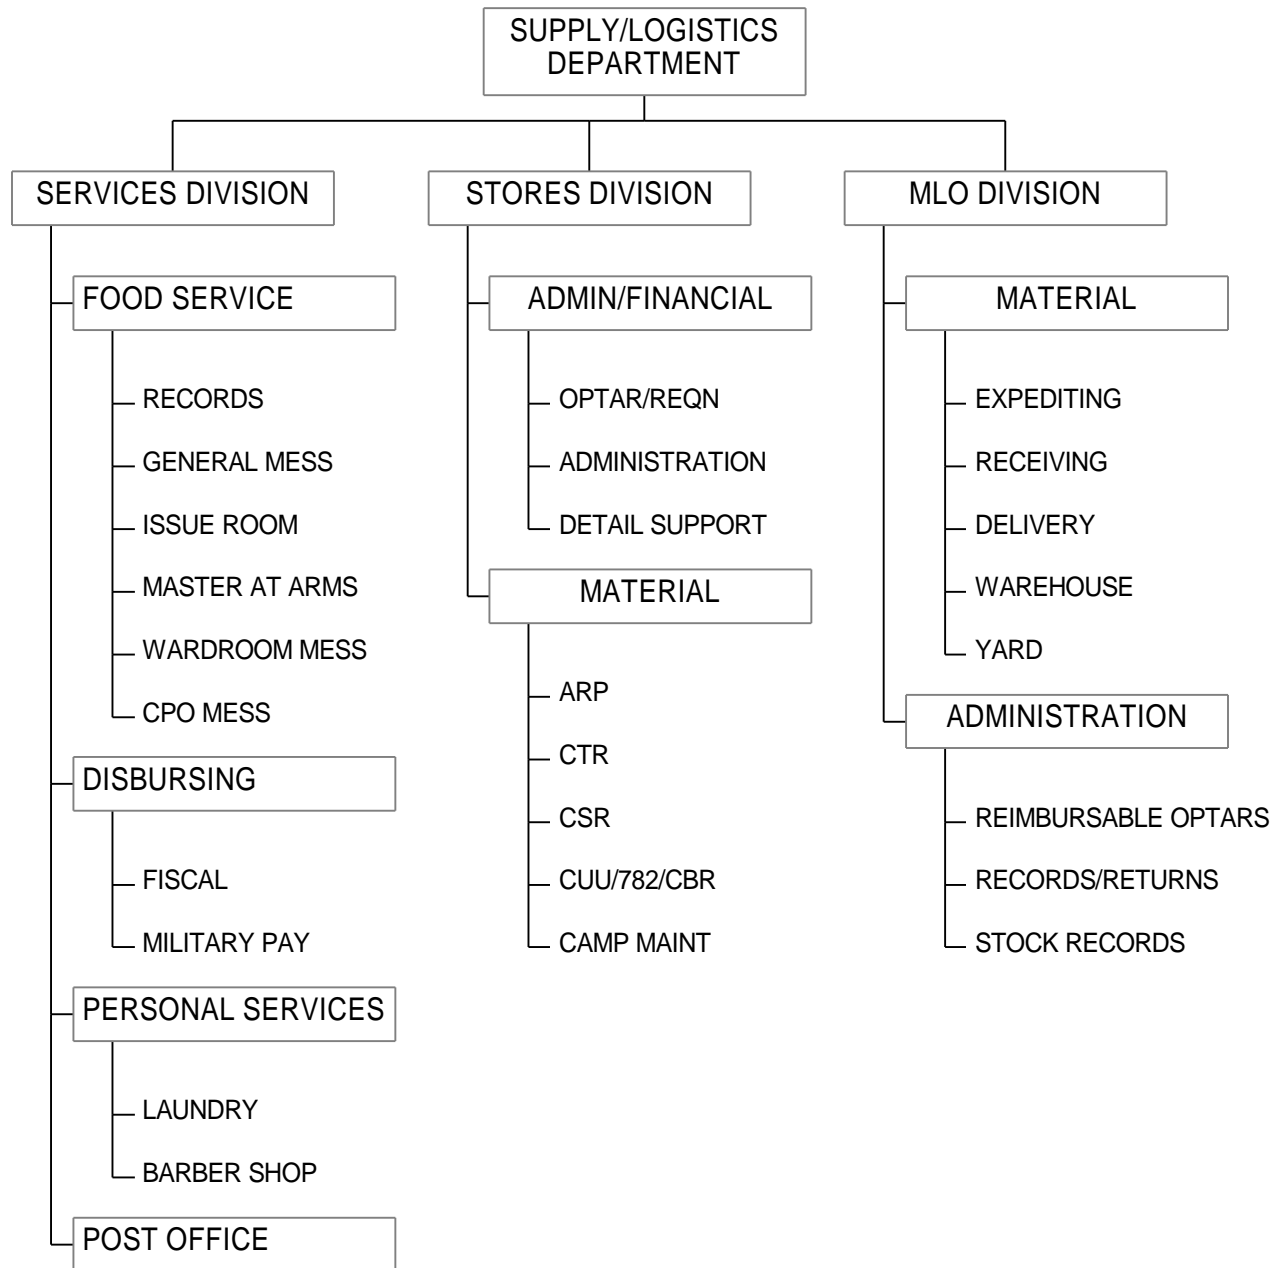 SUPPLY/LOGISTICS
DEPARTMENT
SERVICES DIVISION
STORES DIVISION
MLO DIVISION
FOOD SERVICE
RECORDS
GENERAL MESS
ISSUE ROOM
MASTER AT ARMS
WARDROOM MESS
CPO MESS
DISBURSING
FISCAL
MILITARY PAY
PERSONAL SERVICES
LAUNDRY
BARBER SHOP
POST OFFICE
ADMIN/FINANCIAL
OPTAR/REQN
ADMINISTRATION
DETAIL SUPPORT
MATERIAL
ARP
CTR
CSR
CUU/782/CBR
CAMP MAINT
MATERIAL
EXPEDITING
RECEIVING
DELIVERY
WAREHOUSE
YARD
ADMINISTRATION
REIMBURSABLE OPTARS
RECORDS/RETURNS
STOCK RECORDS